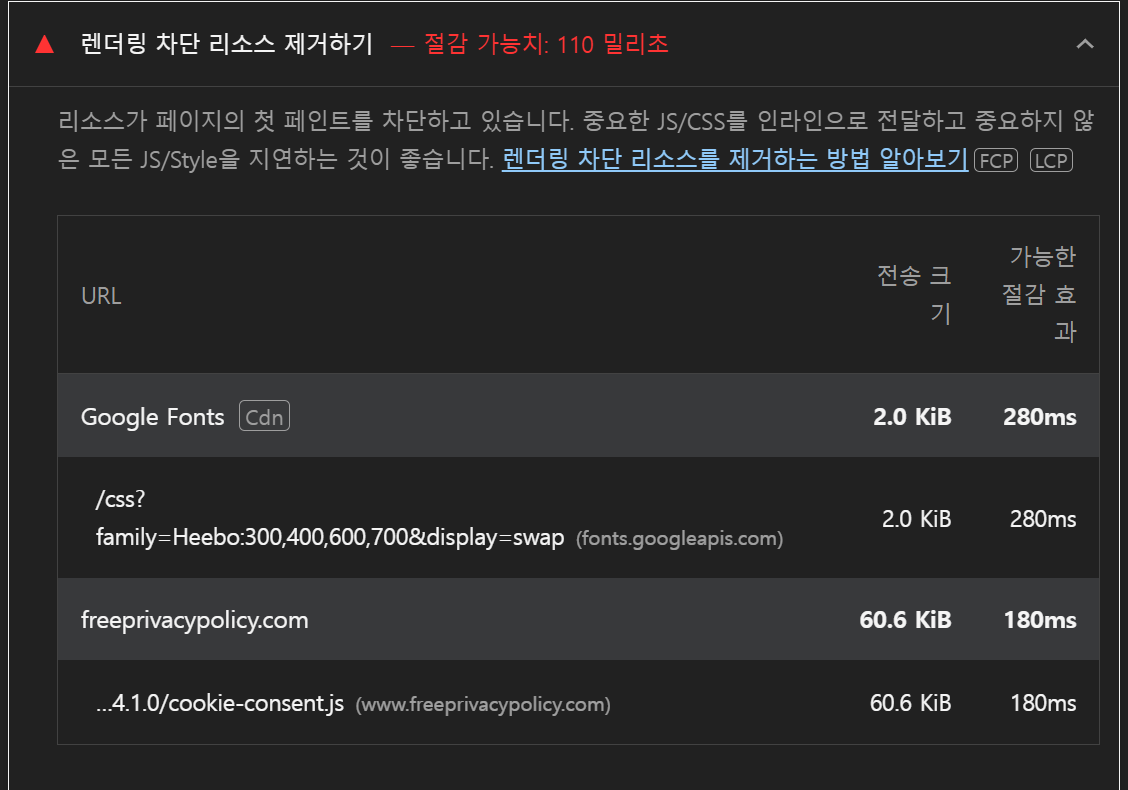 렌더링 차단 리소스 제거하기 — 절감 가능치: 110 밀리초
리소스가 페이지의 첫 페인트를 차단하고 있습니다. 중요한 JS/CSS를 인라인으로 전달하고 중요하지 않
은 모든 JS/Style을 지연하는 것이 좋습니다. 렌더링 차단 리소스를 제거하는 방법 알아보기 FCP LCP
URL
전송 크
기
가능한
절감 효
과
Google Fonts Cdn 2.0 KiB 280ms
/css?
family=Heebo:300,400,600,700&display=swap (fonts.googleapis.com) 2.0 KiB 280ms
freeprivacypolicy.com 60.6 KiB 180ms
...4.1.0/cookie-consent.js (www.freeprivacypolicy.com) 60.6 KiB 180ms